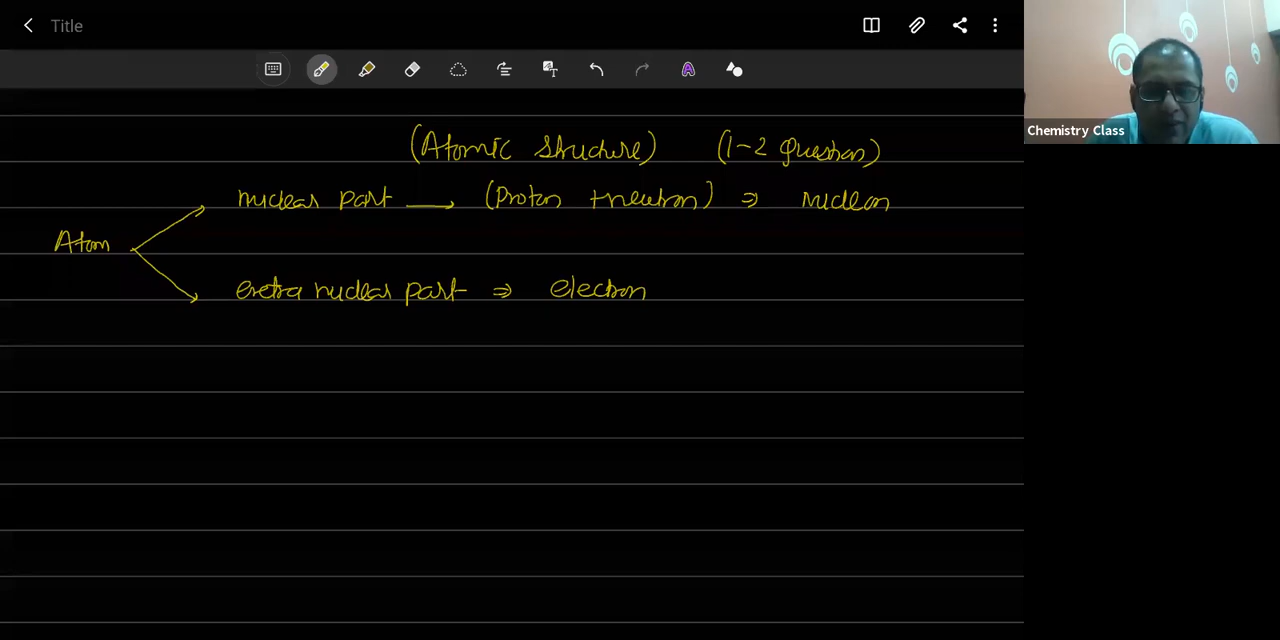 Title
Chemistry Class
(Atomic structure) (1-2 question)
nuclear part → (Proton + neutron) ⇒ nucleon
Atom
extra nuclear part ⇒ electron